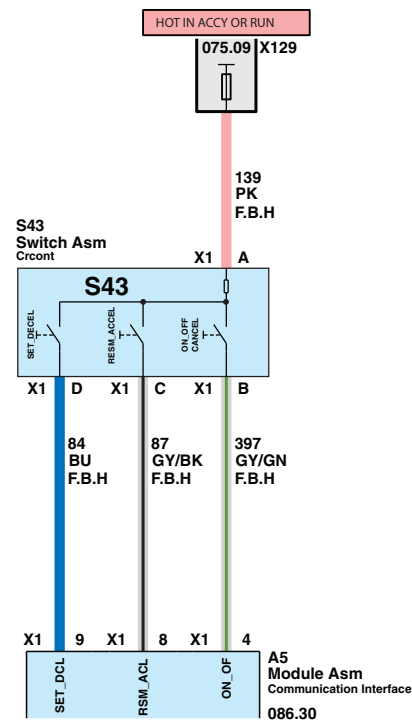 HOT IN ACCY OR RUN
075.09 X129
139
PK
F.B.H
S43
Switch Asm
Crcont
X1 A
S43
SET_DECEL
RESM_ACCEL
ON_OFF
CANCEL
X1 D X1 C X1 B
84
BU
F.B.H
87
GY/BK
F.B.H
397
GY/GN
F.B.H
X1 9 X1 8 X1 4
SET_DCL
RSM_ACL
ON_OF
A5
Module Asm
Communication Interface
086.30